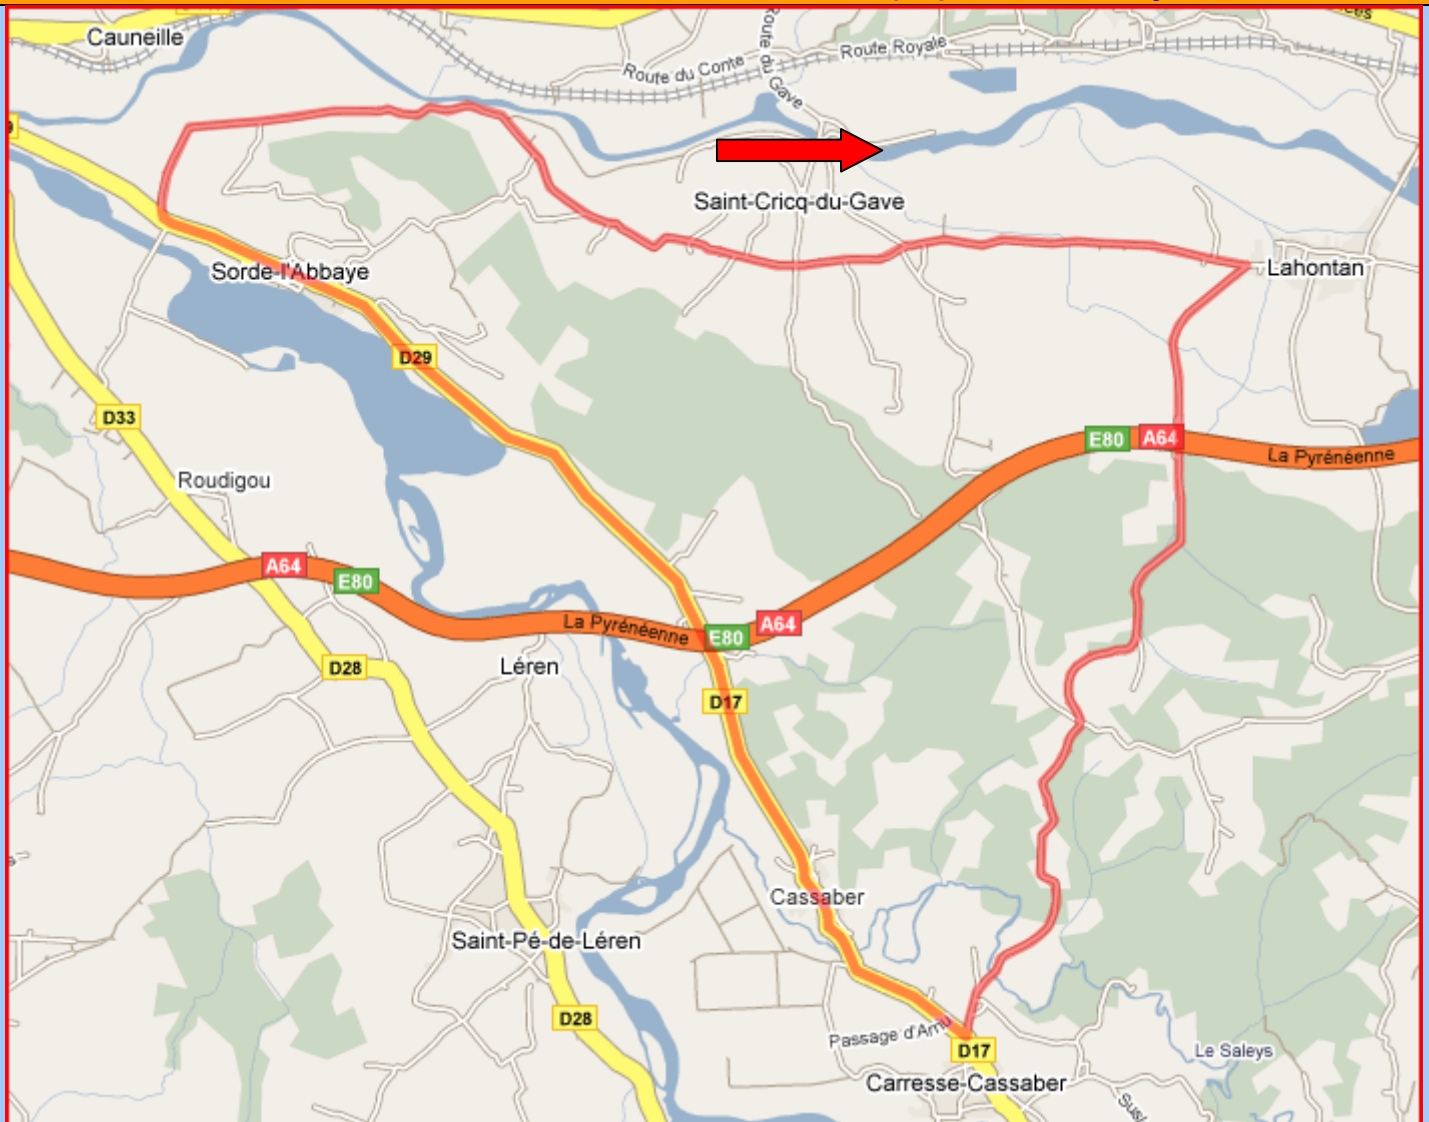 Cauneille
Route du Conte
Route du Gave
Route Royale
9
Saint-Cricq-du-Gave
Sorde-l'Abbaye
Lahontan
D29
D33
E80
A64
La Pyrénéenne
Roudigou
A64
E80
La Pyrénéenne
E80
A64
D28
Léren
D17
Cassaber
Saint-Pé-de-Léren
D28
Passage d'Amu
D17
Le Saleys
Carresse-Cassaber